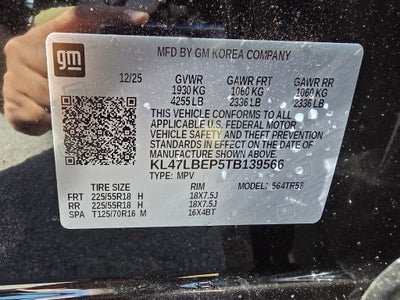 gm
MFD BY GM KOREA COMPANY
12/25 GVWR GAWR FRT GAWR RR
1930 KG 1060 KG 1060 KG
4255 LB 2336 LB 2336 LB
THIS VEHICLE CONFORMS TO ALL
APPLICABLE U.S. FEDERAL MOTOR
VEHICLE SAFETY AND THEFT PREVENTION
STANDARDS IN EFFECT ON THE DATE OF
MANUFACTURE SHOWN ABOVE.
KL47LBEP5TB139566
TYPE: MPV
TIRE SIZE RIM MODEL: 564TR58
FRT 225/55R18 H 18X7.5J
RR 225/55R18 H 18X7.5J
SPA T125/70R16 M 16X4BT